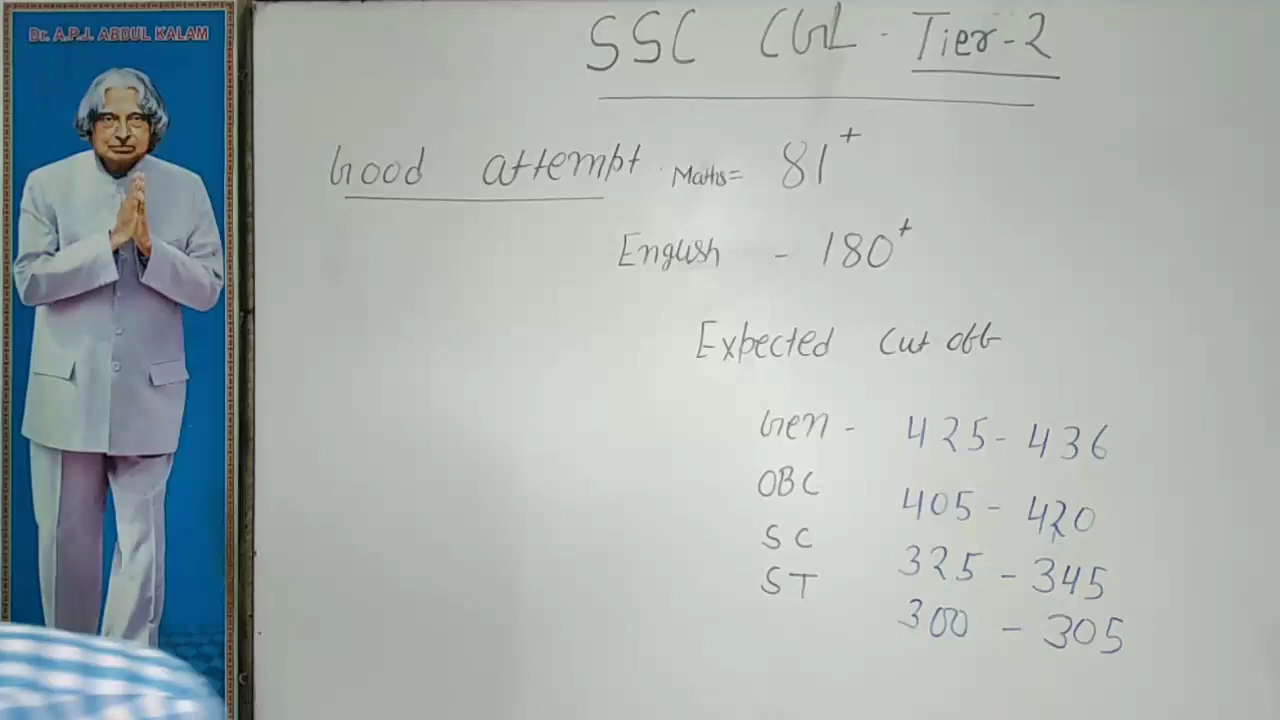 Dr. A.P.J. ABDUL KALAM
SSC CGL - Tier-2
Good attempt Maths= 81+
English - 180+
Expected Cut off
Gen - 425 - 436
OBC 405 - 420
SC 325 - 345
ST 300 - 305